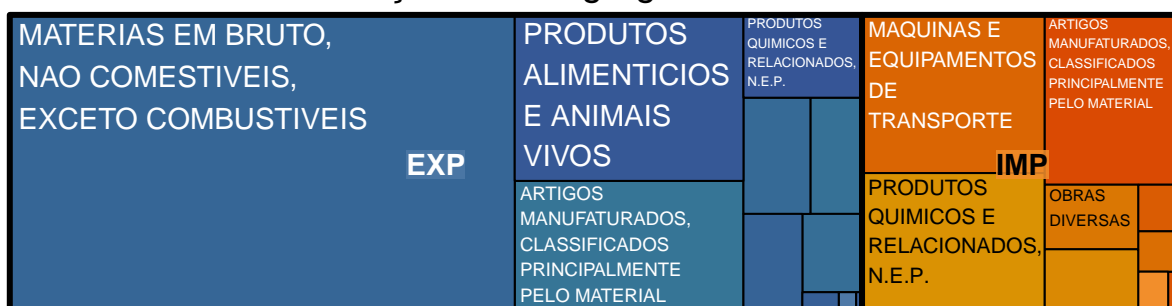 MATERIAS EM BRUTO,
NAO COMESTIVEIS,
EXCETO COMBUSTIVEIS
EXP
PRODUTOS
ALIMENTICIOS
E ANIMAIS
VIVOS
ARTIGOS
MANUFATURADOS,
CLASSIFICADOS
PRINCIPALMENTE
PELO MATERIAL
PRODUTOS
QUIMICOS E
RELACIONADOS,
N.E.P.
MAQUINAS E
EQUIPAMENTOS
DE
TRANSPORTE
IMP
PRODUTOS
QUIMICOS E
RELACIONADOS,
N.E.P.
ARTIGOS
MANUFATURADOS,
CLASSIFICADOS
PRINCIPALMENTE
PELO MATERIAL
OBRAS
DIVERSAS